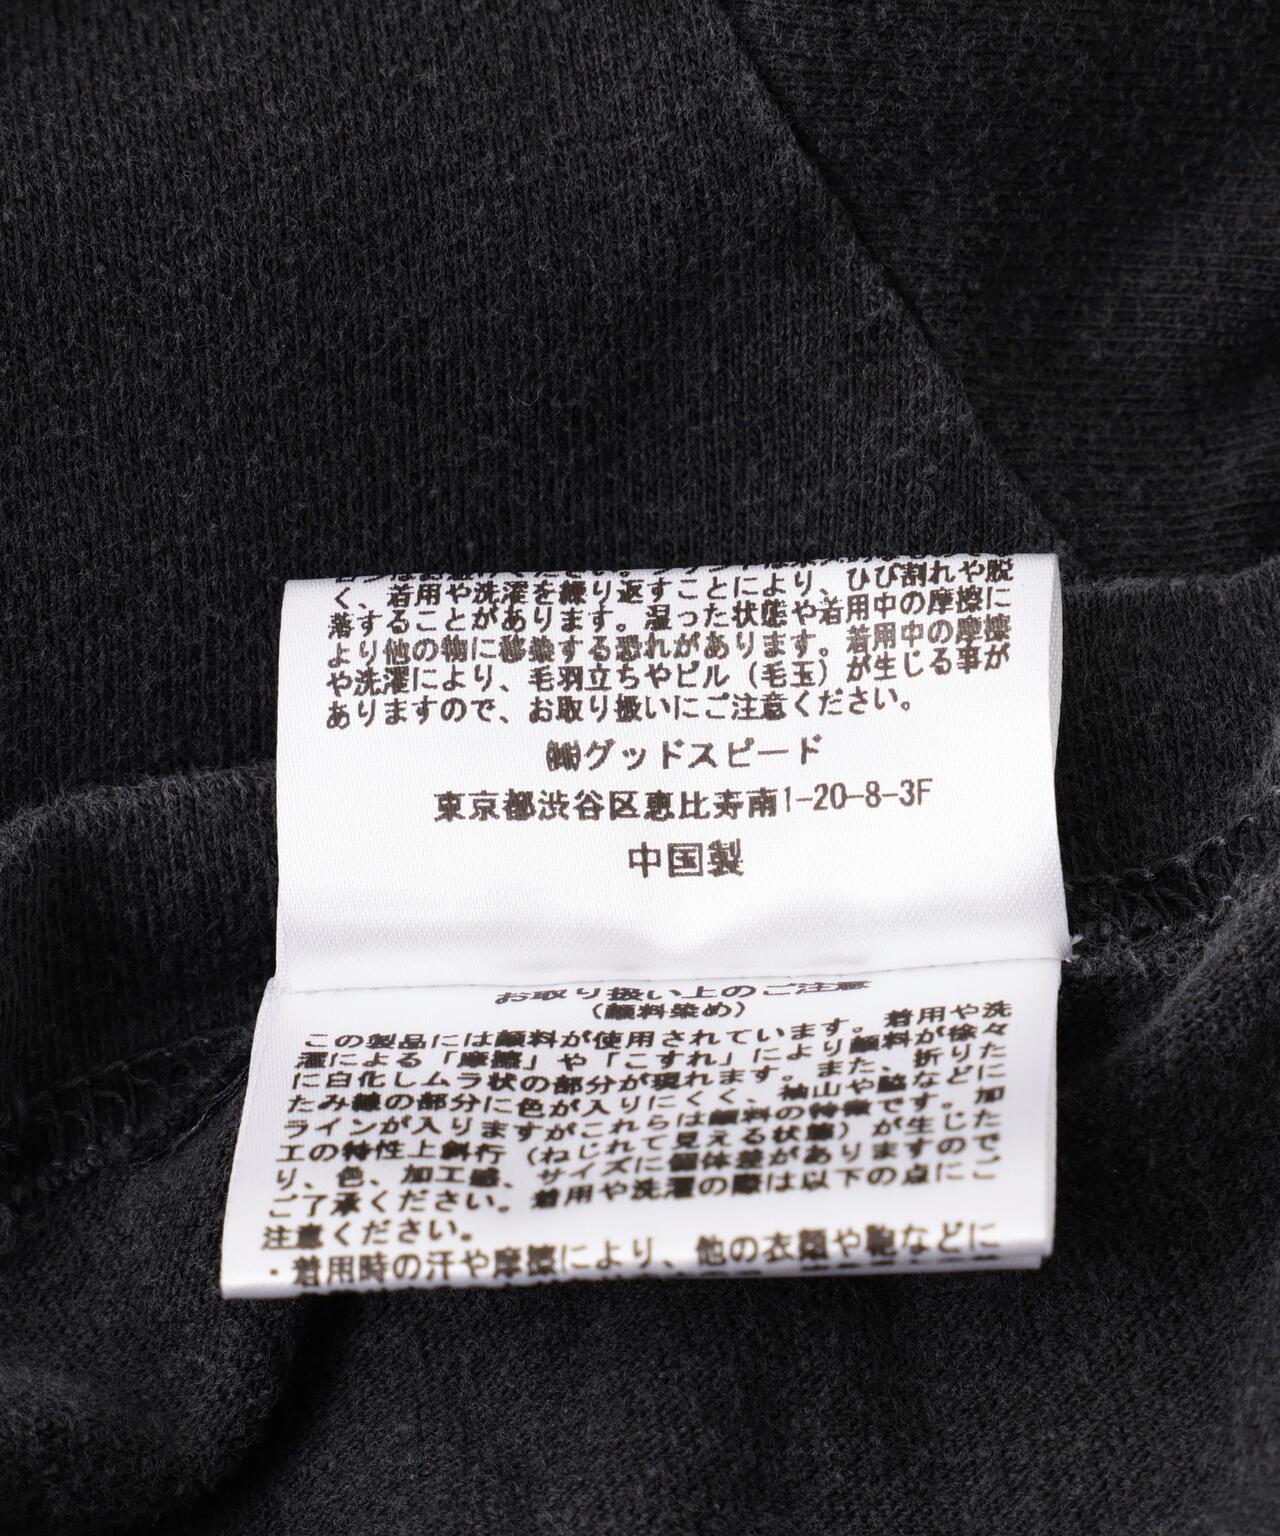 く、着用や洗濯を繰り返すことにより、ひび割れや脱
落することがあります。湿った状態や着用中の摩擦に
より他の物に移染する恐れがあります。着用中の摩擦
や洗濯により、毛羽立ちやピル（毛玉）が生じる事が
ありますので、お取り扱いにご注意ください。
㈱グッドスピード
東京都渋谷区恵比寿南1-20-8-3F
中国製
お取り扱い上のご注意
（顔料染め）
この製品には顔料が使用されています。着用や洗
濯による「摩擦」や「こすれ」により顔料が徐々
に白化しムラ状の部分が現れます。また、折りた
たみ線の部分に色が入りにくく、袖山や脇などに
ラインが入りますがこれらは顔料の特徴です。加
工の特性上斜行（ねじれて見える状態）が生じた
り、色、加工感、サイズに個体差がありますので
ご了承ください。着用や洗濯の際は以下の点にご
注意ください。
・着用時の汗や摩擦により、他の衣類や鞄などに